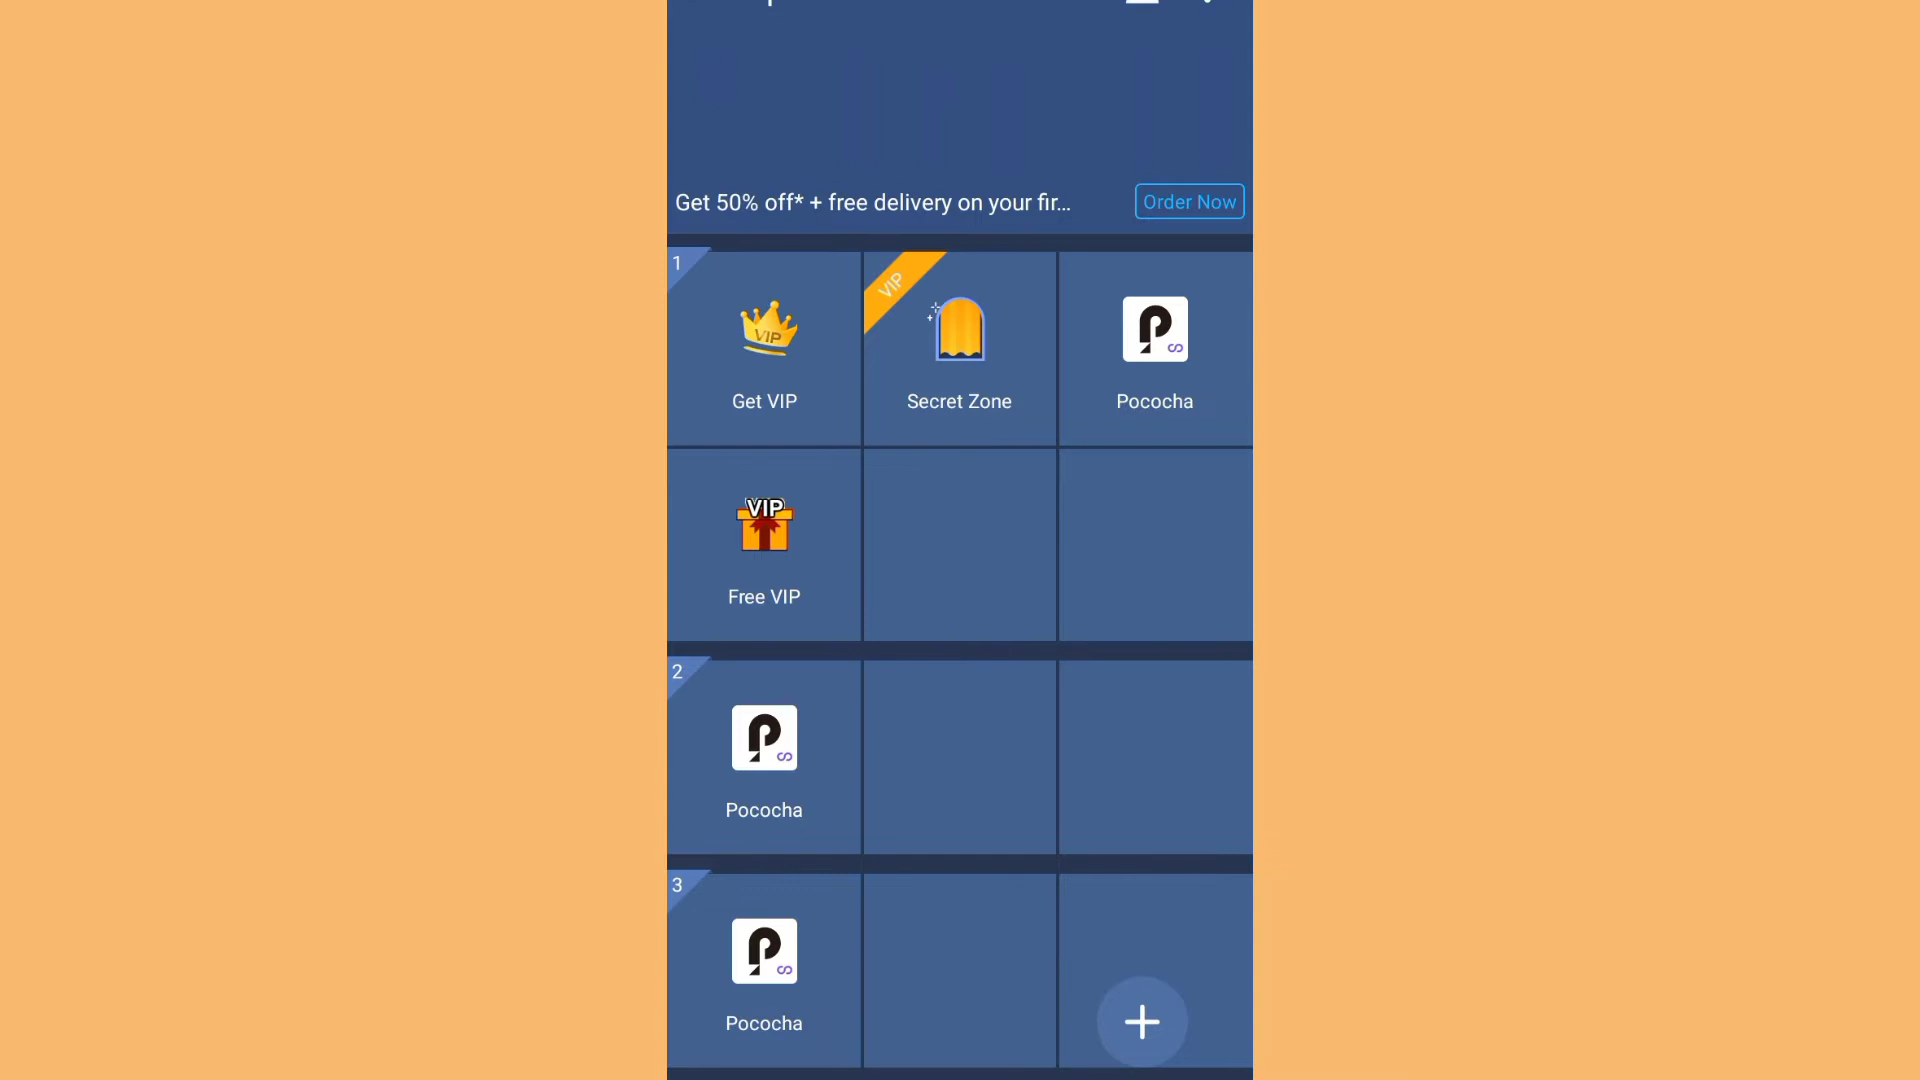 Get 50% off* + free delivery on your fir...
Order Now
1
VIP
VIP
Get VIP
Secret Zone
Pococha
VIP
Free VIP
2
Pococha
3
Pococha